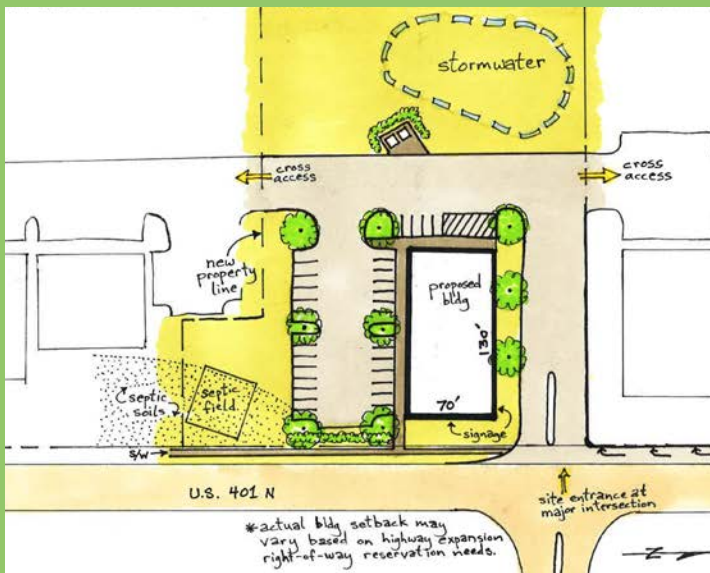 stormwater
cross
access
cross
access
new
property
line
proposed
bldg
130'
70'
septic
soils
septic
field
signage
S/W
U.S. 401 N
site entrance at
major intersection
*actual bldg setback may
vary based on highway expansion
right-of-way reservation needs.